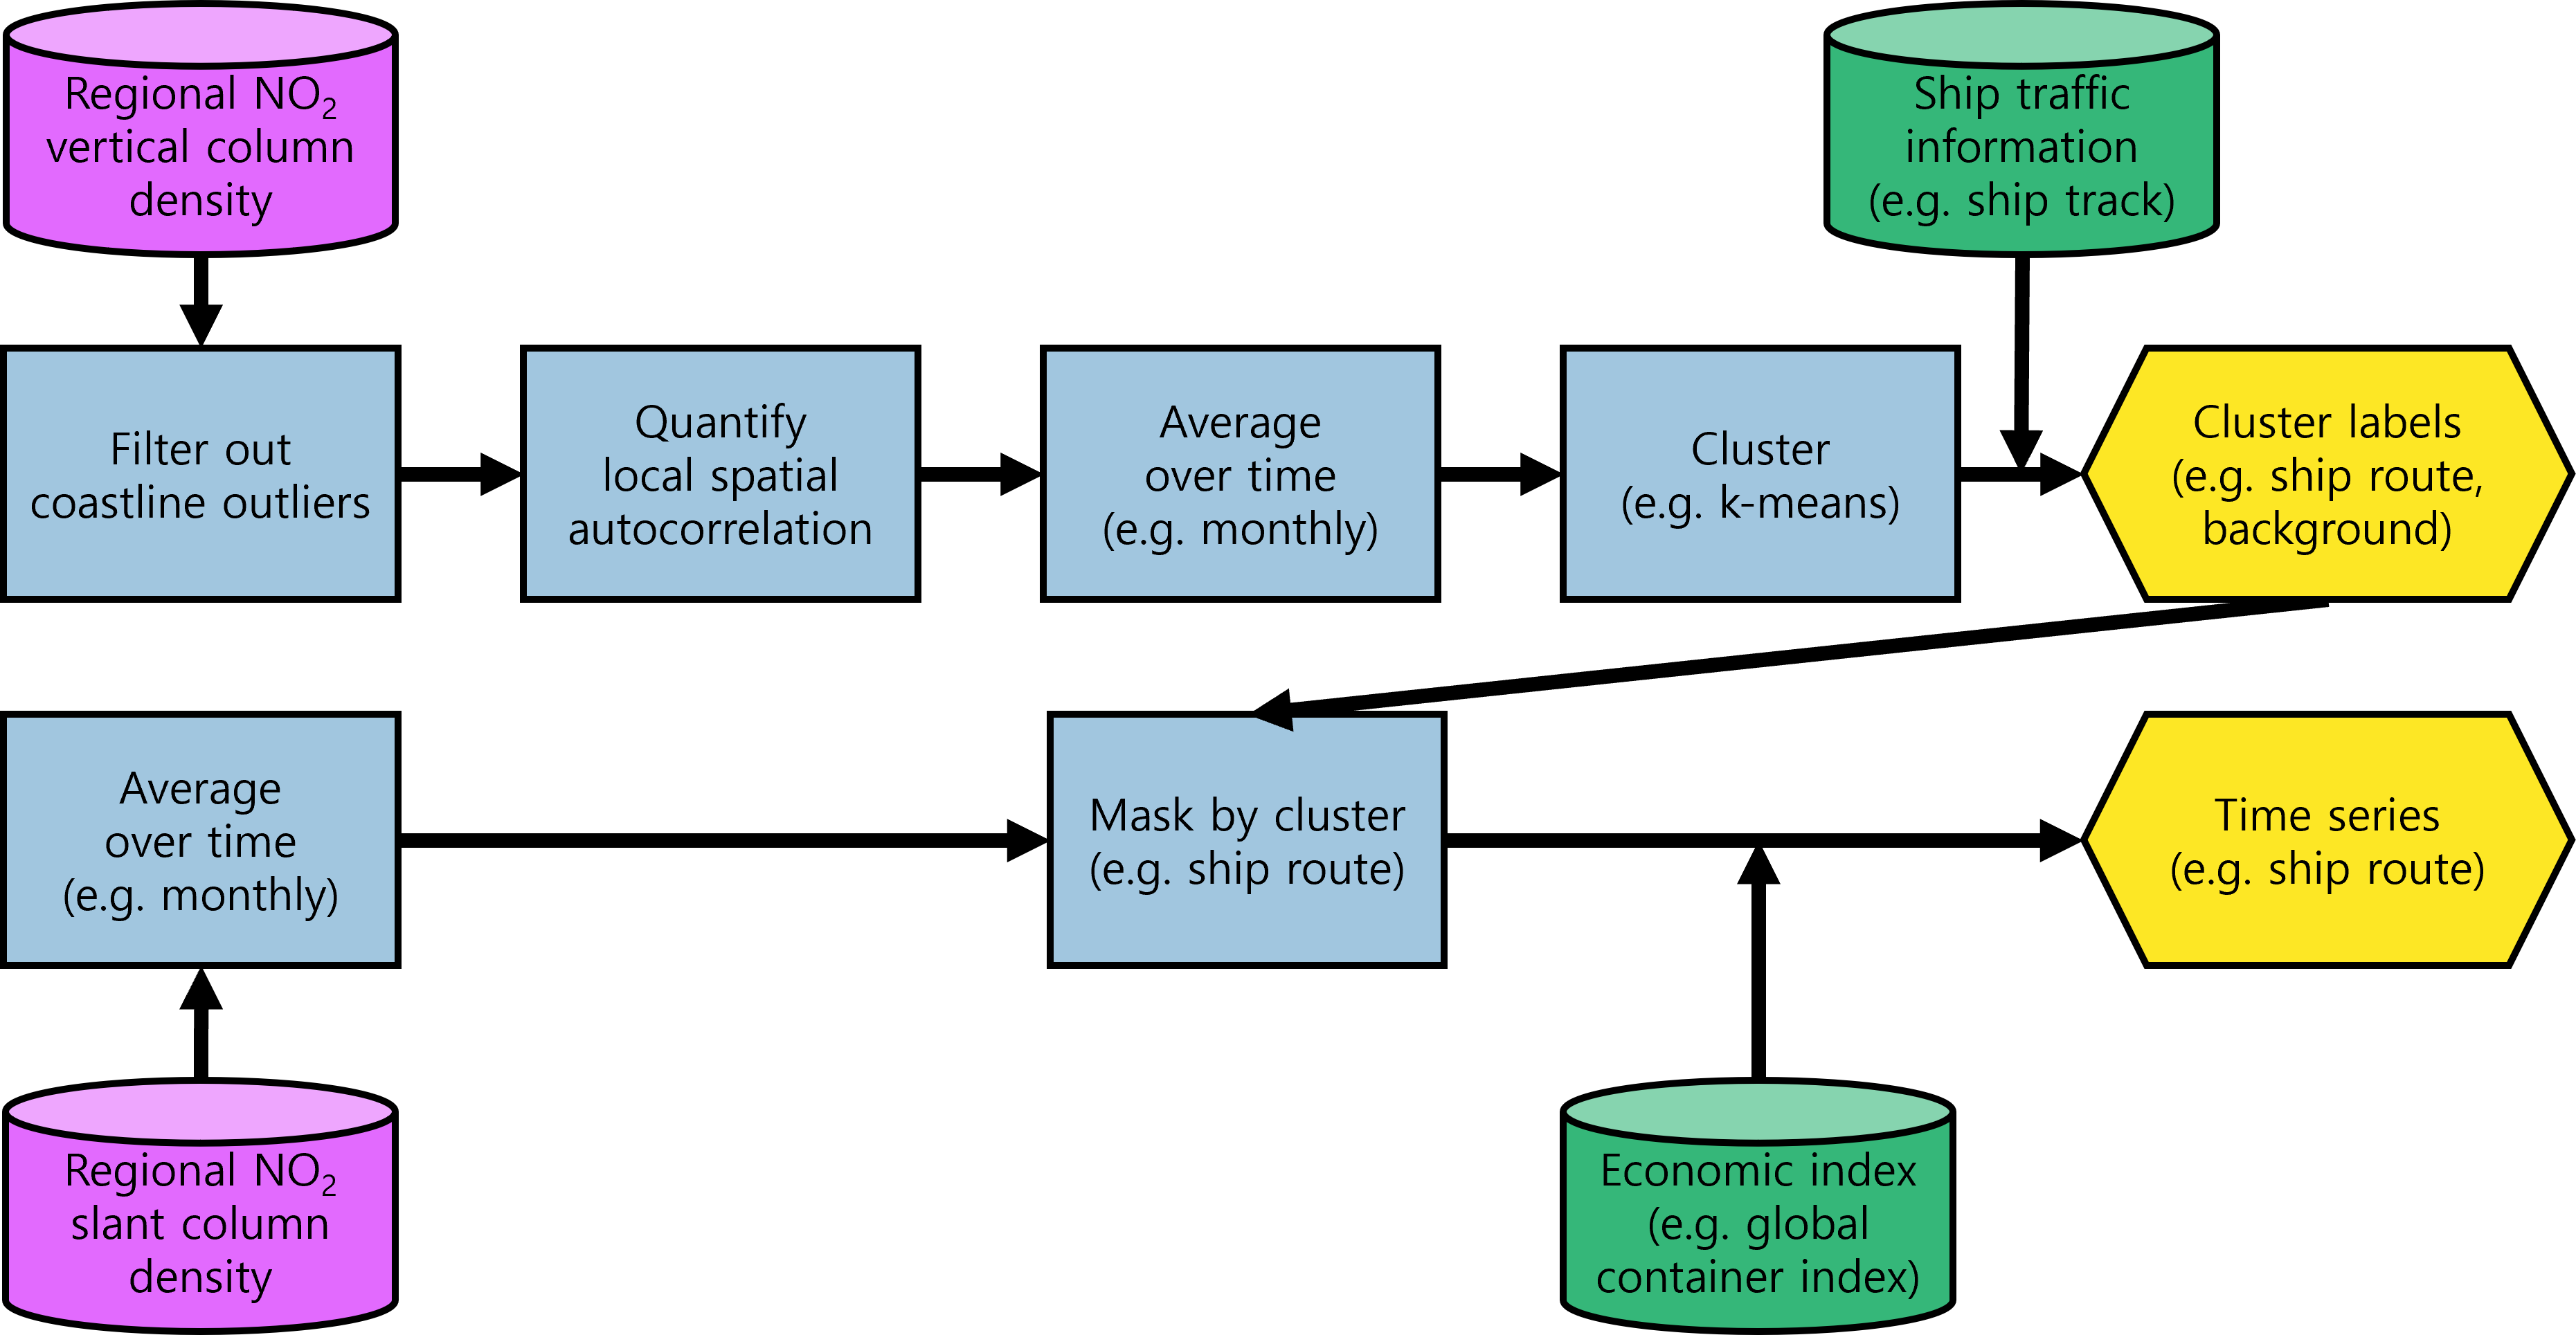 Regional NO₂
vertical column
density
Ship traffic
information
(e.g. ship track)
Filter out
coastline outliers
Quantify
local spatial
autocorrelation
Average
over time
(e.g. monthly)
Cluster
(e.g. k-means)
Cluster labels
(e.g. ship route,
background)
Average
over time
(e.g. monthly)
Mask by cluster
(e.g. ship route)
Time series
(e.g. ship route)
Regional NO₂
slant column
density
Economic index
(e.g. global
container index)